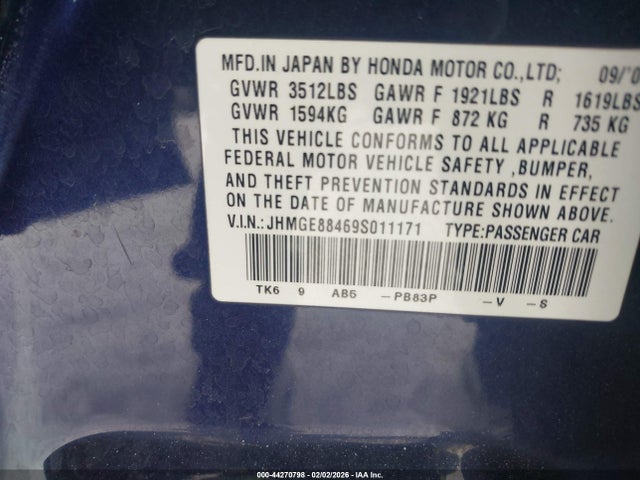 MFD.IN JAPAN BY HONDA MOTOR CO.,LTD; 09/'0
GVWR 3512LBS GAWR F 1921LBS R 1619LBS
GVWR 1594KG GAWR F 872 KG R 735 KG
THIS VEHICLE CONFORMS TO ALL APPLICABLE
FEDERAL MOTOR VEHICLE SAFETY ,BUMPER,
AND THEFT PREVENTION STANDARDS IN EFFECT
ON THE DATE OF MANUFACTURE SHOWN ABOVE.
V.I.N.: JHMGE88469S011171 TYPE:PASSENGER CAR
TK6 9 AB5 -PB83P -V -S
000-44270798 - 02/02/2026 - IAA Inc.